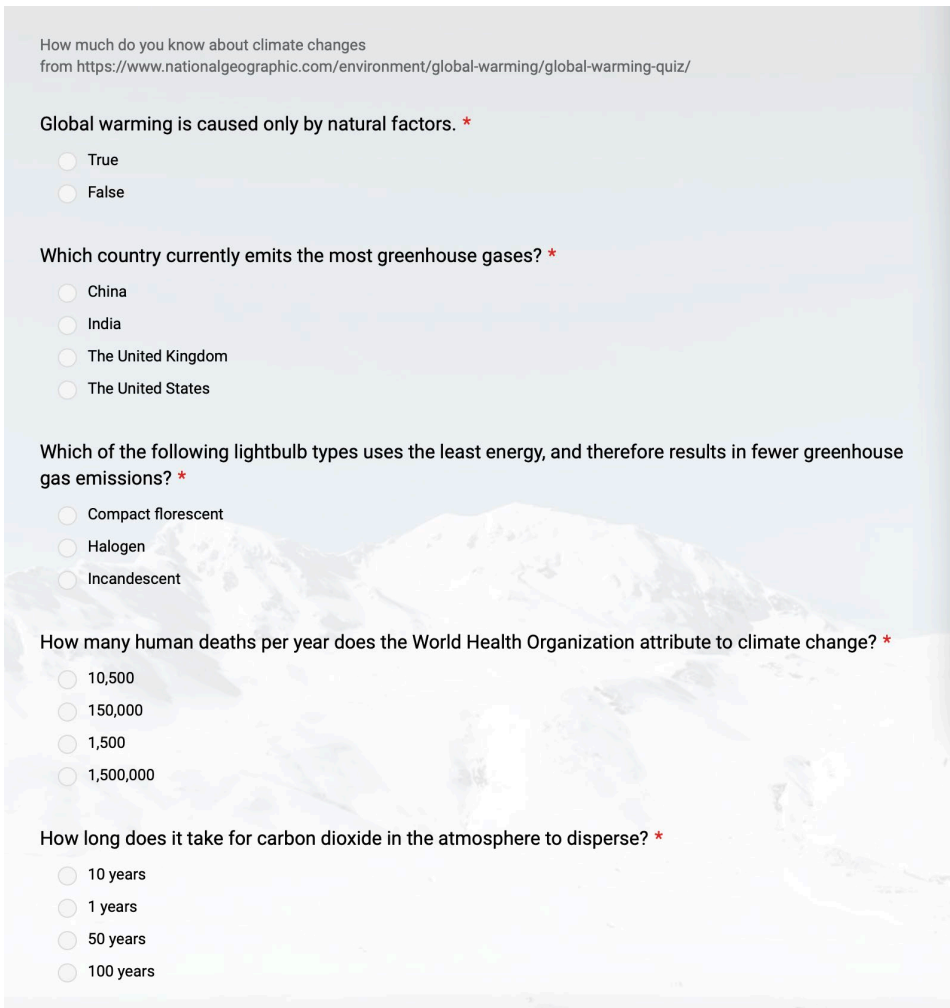 How much do you know about climate changes
from https://www.nationalgeographic.com/environment/global-warming/global-warming-quiz/
Global warming is caused only by natural factors. *
True
False
Which country currently emits the most greenhouse gases? *
China
India
The United Kingdom
The United States
Which of the following lightbulb types uses the least energy, and therefore results in fewer greenhouse
gas emissions? *
Compact florescent
Halogen
Incandescent
How many human deaths per year does the World Health Organization attribute to climate change? *
10,500
150,000
1,500
1,500,000
How long does it take for carbon dioxide in the atmosphere to disperse? *
10 years
1 years
50 years
100 years